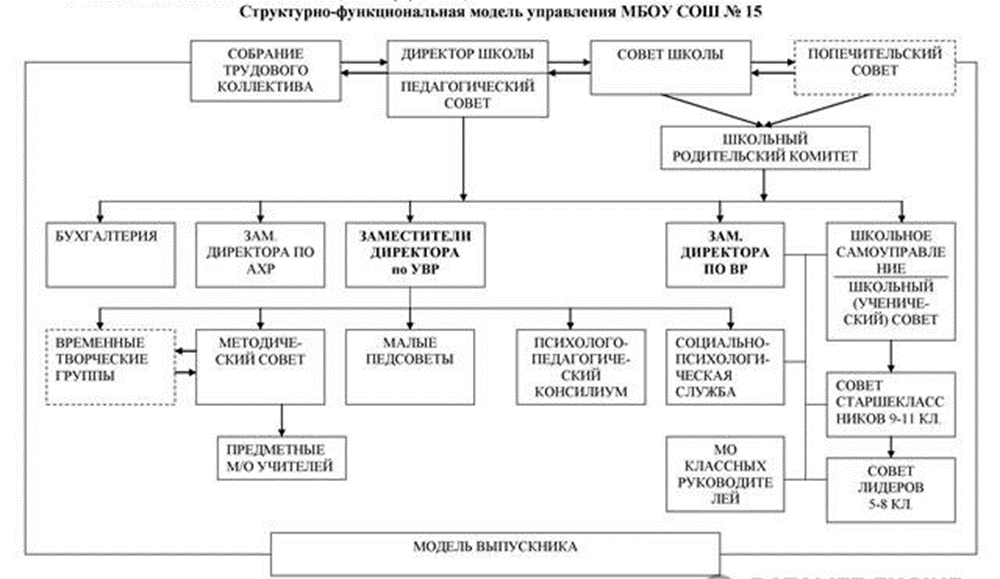 Структурно-функциональная модель управления МБОУ СОШ № 15
СОБРАНИЕ
ТРУДОВОГО
КОЛЛЕКТИВА
ДИРЕКТОР ШКОЛЫ
ПЕДАГОГИЧЕСКИЙ
СОВЕТ
СОВЕТ ШКОЛЫ
ПОПЕЧИТЕЛЬСКИЙ
СОВЕТ
ШКОЛЬНЫЙ
РОДИТЕЛЬСКИЙ КОМИТЕТ
БУХГАЛТЕРИЯ
ЗАМ.
ДИРЕКТОРА ПО
АХР
ЗАМЕСТИТЕЛИ
ДИРЕКТОРА
по УВР
ЗАМ.
ДИРЕКТОРА
ПО ВР
ШКОЛЬНОЕ
САМОУПРАВЛЕ
НИЕ
ШКОЛЬНЫЙ
(УЧЕНИЧЕ-
СКИЙ) СОВЕТ
ВРЕМЕННЫЕ
ТВОРЧЕСКИЕ
ГРУППЫ
МЕТОДИЧЕ-
СКИЙ СОВЕТ
МАЛЫЕ
ПЕДСОВЕТЫ
ПСИХОЛОГО-
ПЕДАГОГИЧЕ-
СКИЙ
КОНСИЛИУМ
СОЦИАЛЬНО-
ПСИХОЛОГИ-
ЧЕСКАЯ
СЛУЖБА
СОВЕТ
СТАРШЕКЛАСС
НИКОВ 9-11 КЛ.
ПРЕДМЕТНЫЕ
М/О УЧИТЕЛЕЙ
МО
КЛАССНЫХ
РУКОВОДИТЕ
ЛЕЙ
СОВЕТ
ЛИДЕРОВ
5-8 КЛ.
МОДЕЛЬ ВЫПУСКНИКА